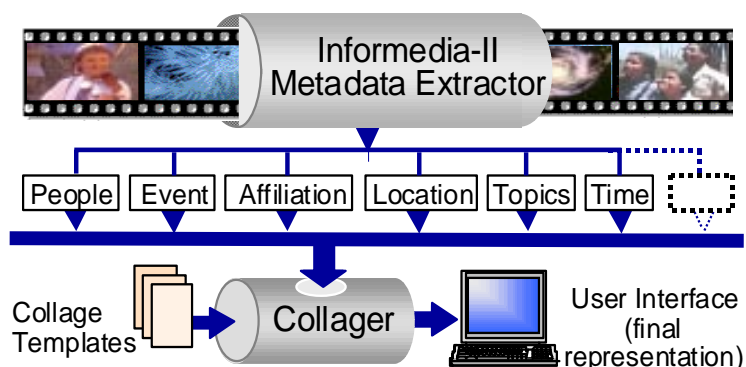 Informedia-II
Metadata Extractor
People Event Affiliation Location Topics Time
Collage
Templates
Collager
User Interface
(final
representation)